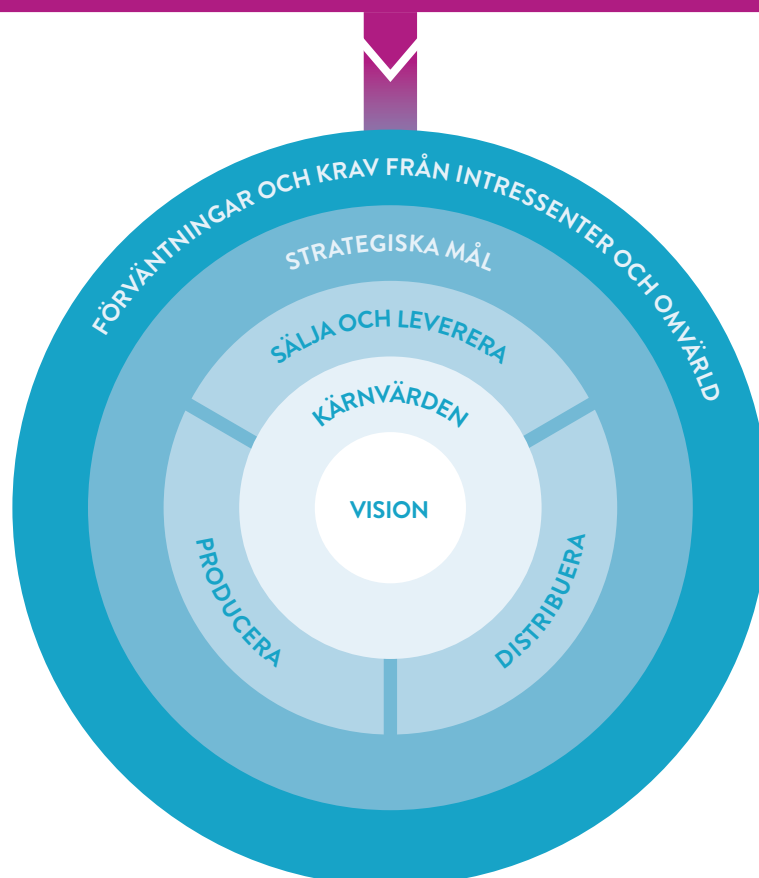 FÖRVÄNTNINGAR OCH KRAV FRÅN INTRESSENTER OCH OMVÄRLD
STRATEGISKA MÅL
SÄLJA OCH LEVERERA
KÄRNVÄRDEN
VISION
PRODUCERA
DISTRIBUERA